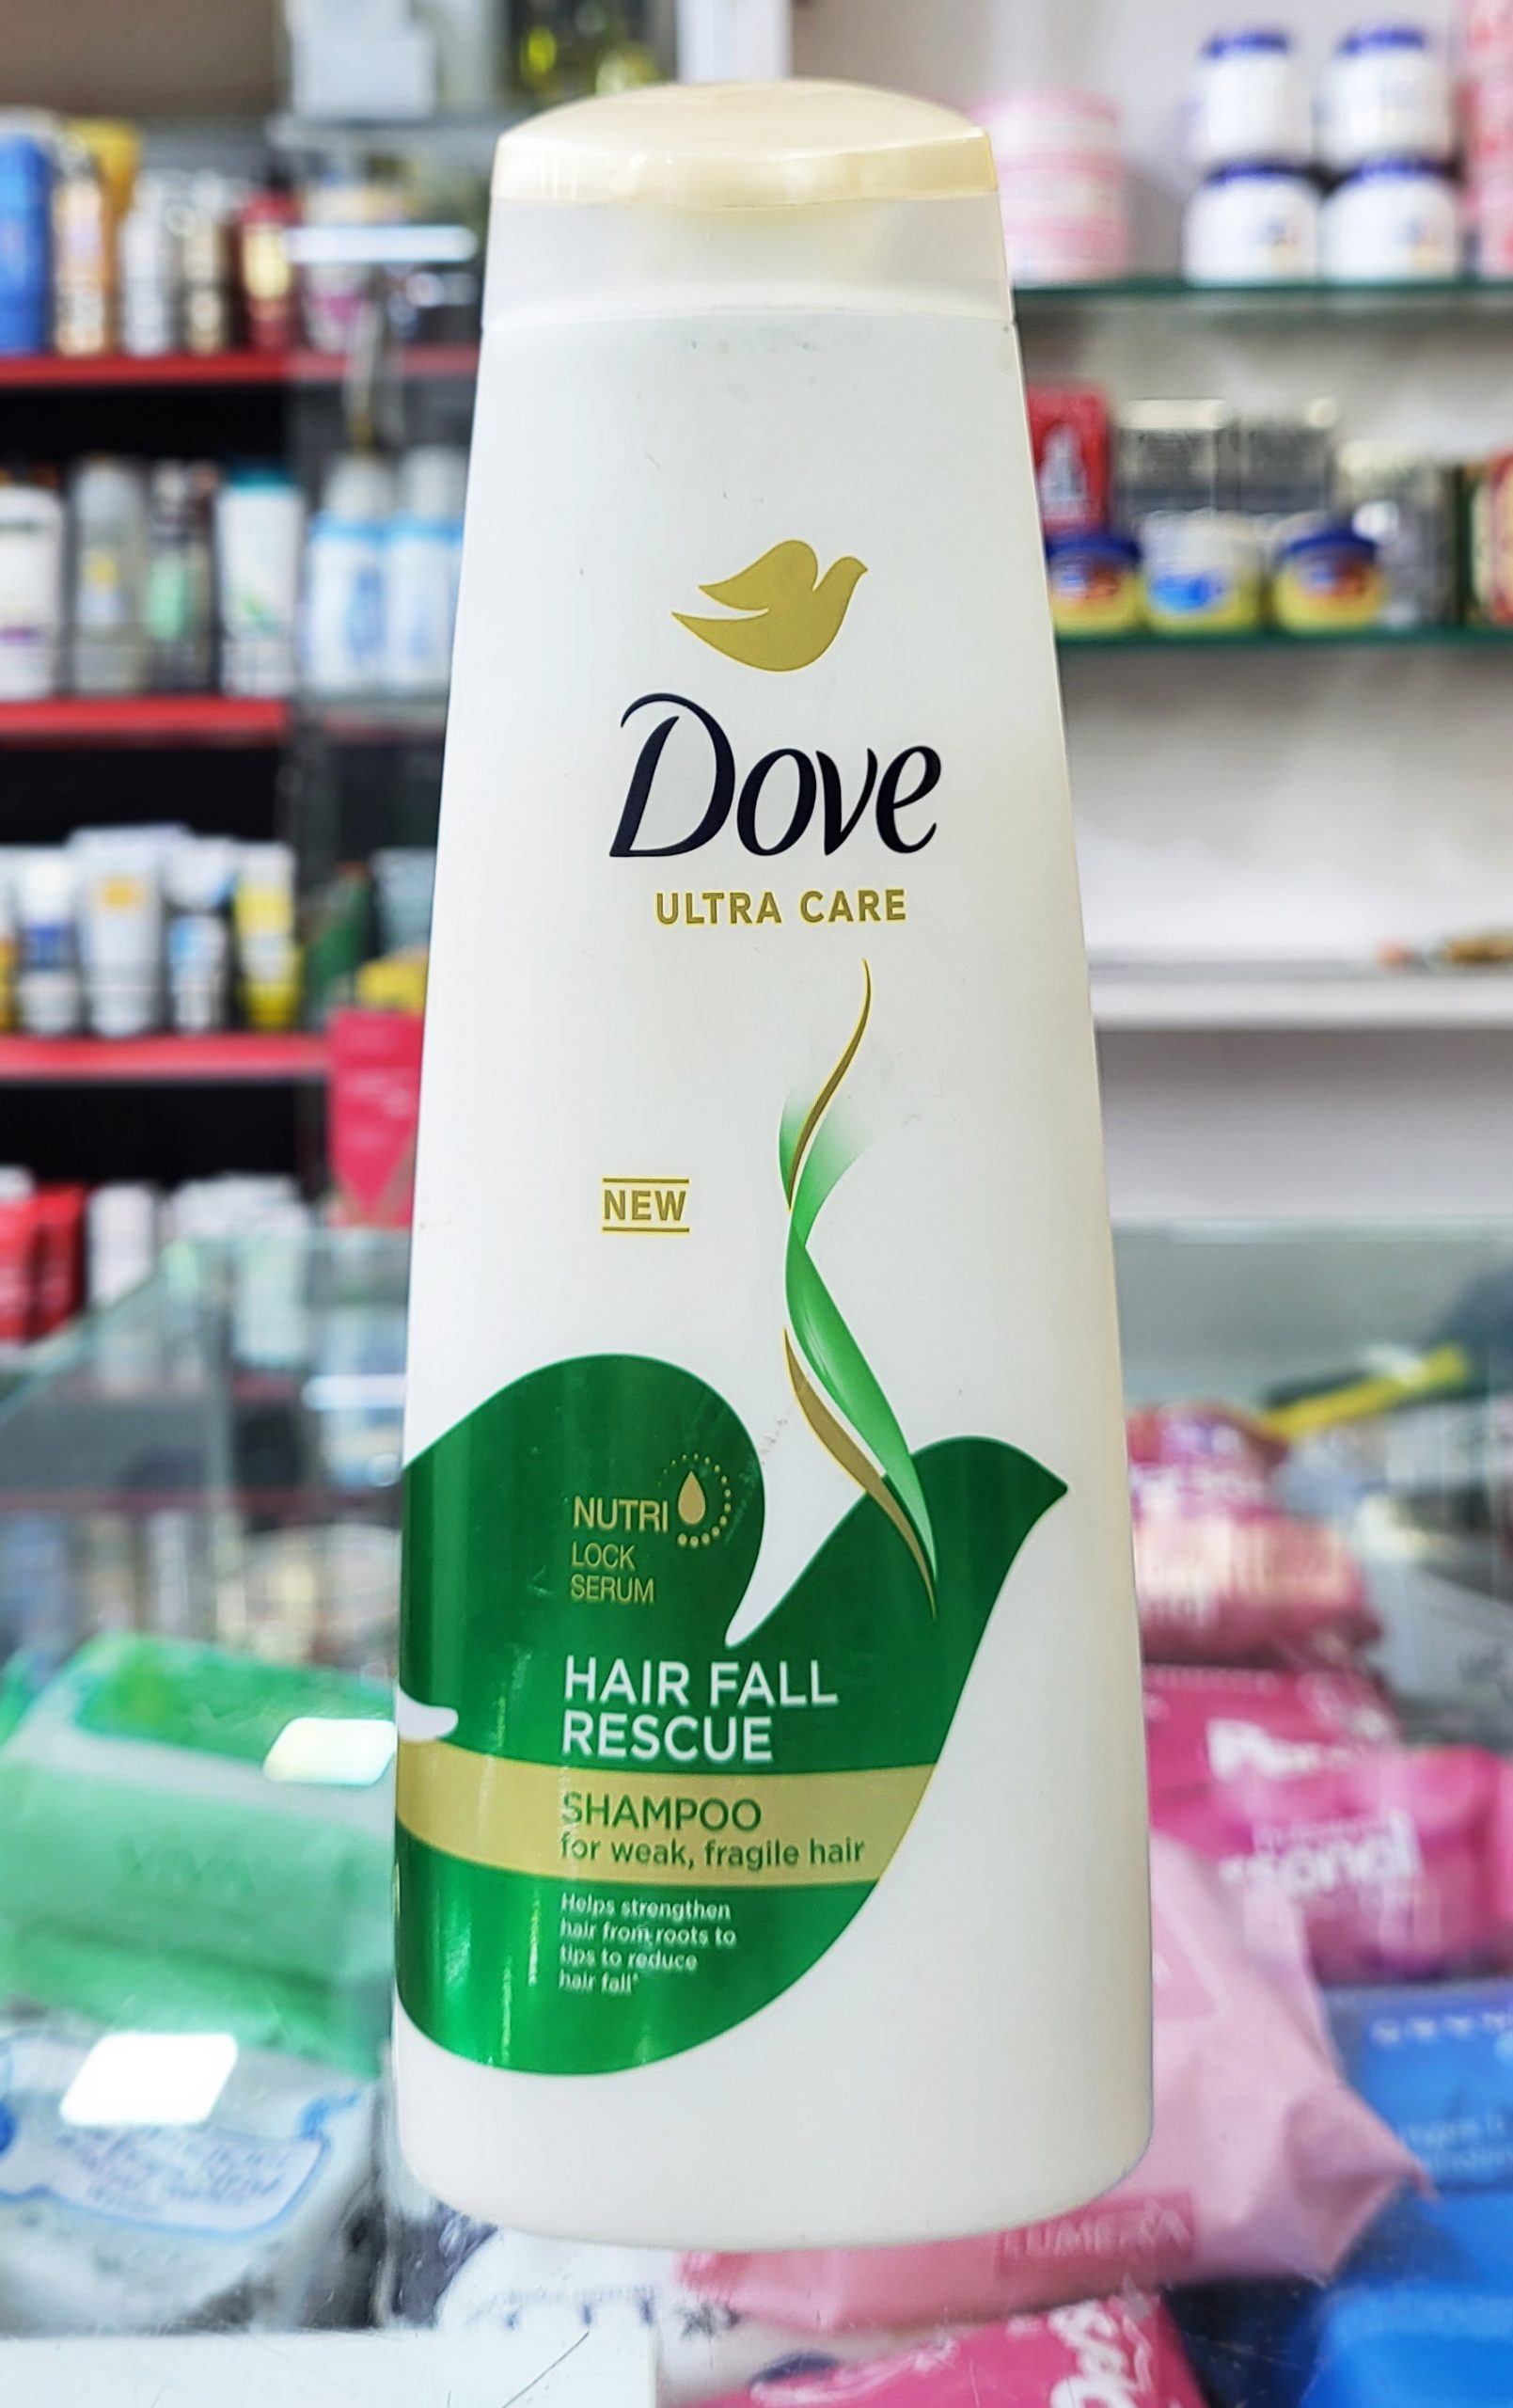 Dove
ULTRA CARE
NEW
NUTRI
LOCK
SERUM
HAIR FALL
RESCUE
SHAMPOO
for weak, fragile hair
Helps strengthen
hair from roots to
tips to reduce
hair fall*
VIVA